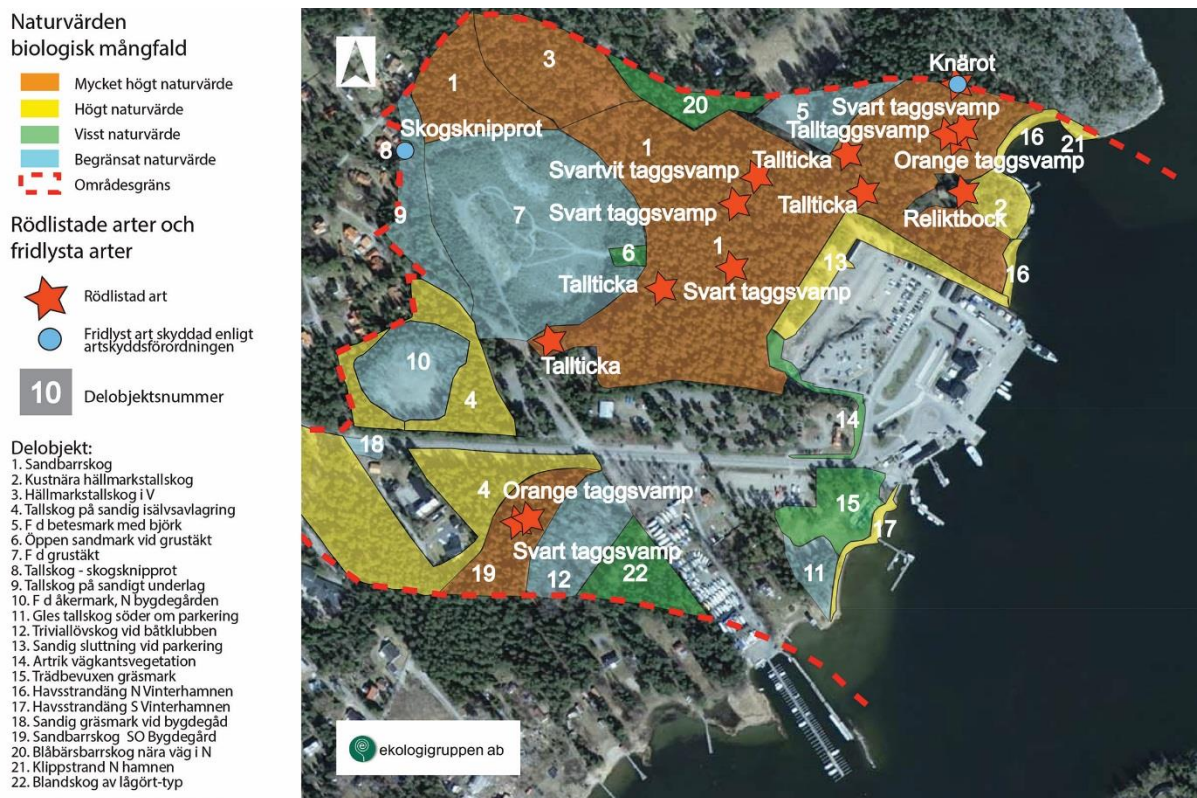 Naturvärden
biologisk mångfald
Mycket högt naturvärde
Högt naturvärde
Visst naturvärde
Begränsat naturvärde
Områdesgräns
Rödlistade arter och
fridlysta arter
Rödlistad art
Fridlyst art skyddad enligt
artskyddsförordningen
10
Delobjektsnummer
Delobjekt:
1. Sandbarrskog
2. Kustnära hällmarkstallskog
3. Hällmarkstallskog i V
4. Tallskog på sandig isälvsavlagring
5. F d betesmark med björk
6. Öppen sandmark vid grustäkt
7. F d grustäkt
8. Tallskog - skogsknipprot
9. Tallskog på sandigt underlag
10. F d åkermark, N bygdegården
11. Gles tallskog söder om parkering
12. Triviallövskog vid båtklubben
13. Sandig sluttning vid parkering
14. Artrik vägkantsvegetation
15. Trädbevuxen gräsmark
16. Havsstrandäng N Vinterhamnen
17. Havsstrandäng S Vinterhamnen
18. Sandig gräsmark vid bygdegåd
19. Sandbarrskog SO Bygdegård
20. Blåbärsbarrskog nära väg i N
21. Klippstrand N hamnen
22. Blandskog av lågört-typ
3
1
Knärot
20
5
Svart taggsvamp
Skogsknipprot
Talltaggsvamp
16
21
8
1
Tallticka
Orange taggsvamp
Svartvit taggsvamp
Tallticka
7
Svart taggsvamp
Reliktbock
2
9
6
1
13
16
Tallticka
Svart taggsvamp
10
Tallticka
4
14
18
4
Orange taggsvamp
15
17
Svart taggsvamp
19
12
22
11
ekologigruppen ab